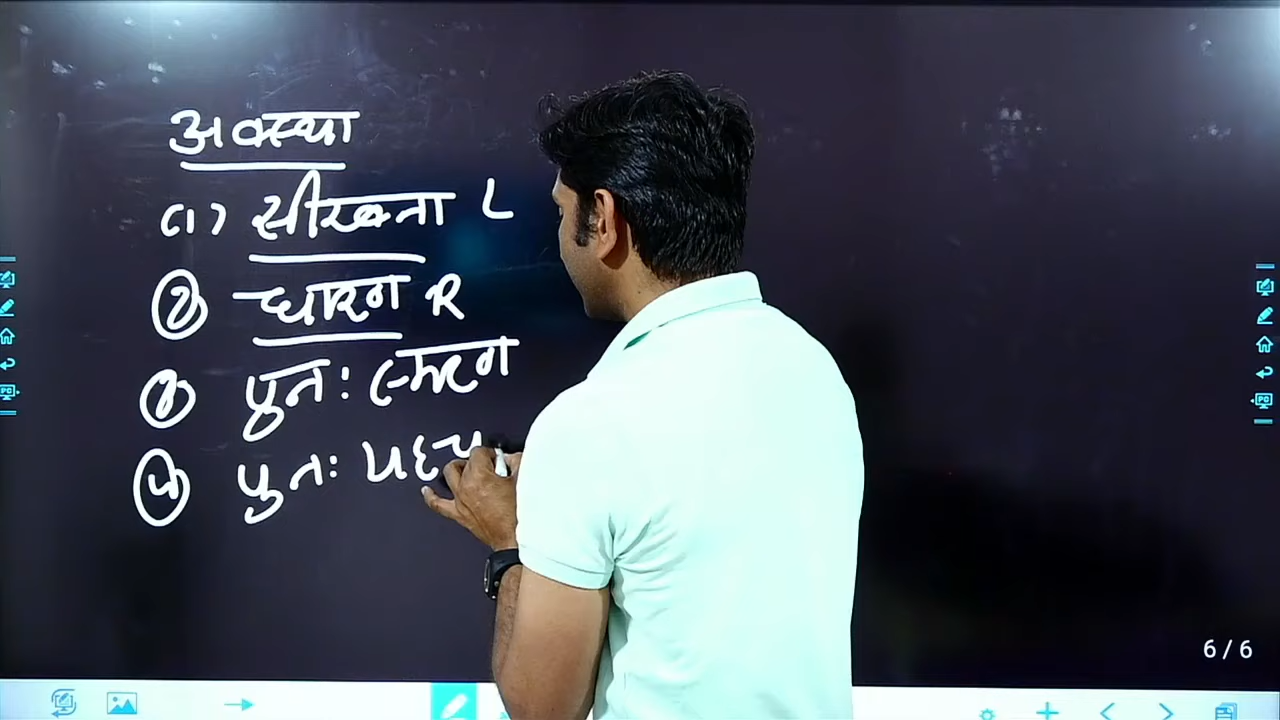 अवस्था
(1) सीखना L
② धारण R
③ पुनः स्मरण
④ पुनः
6 / 6